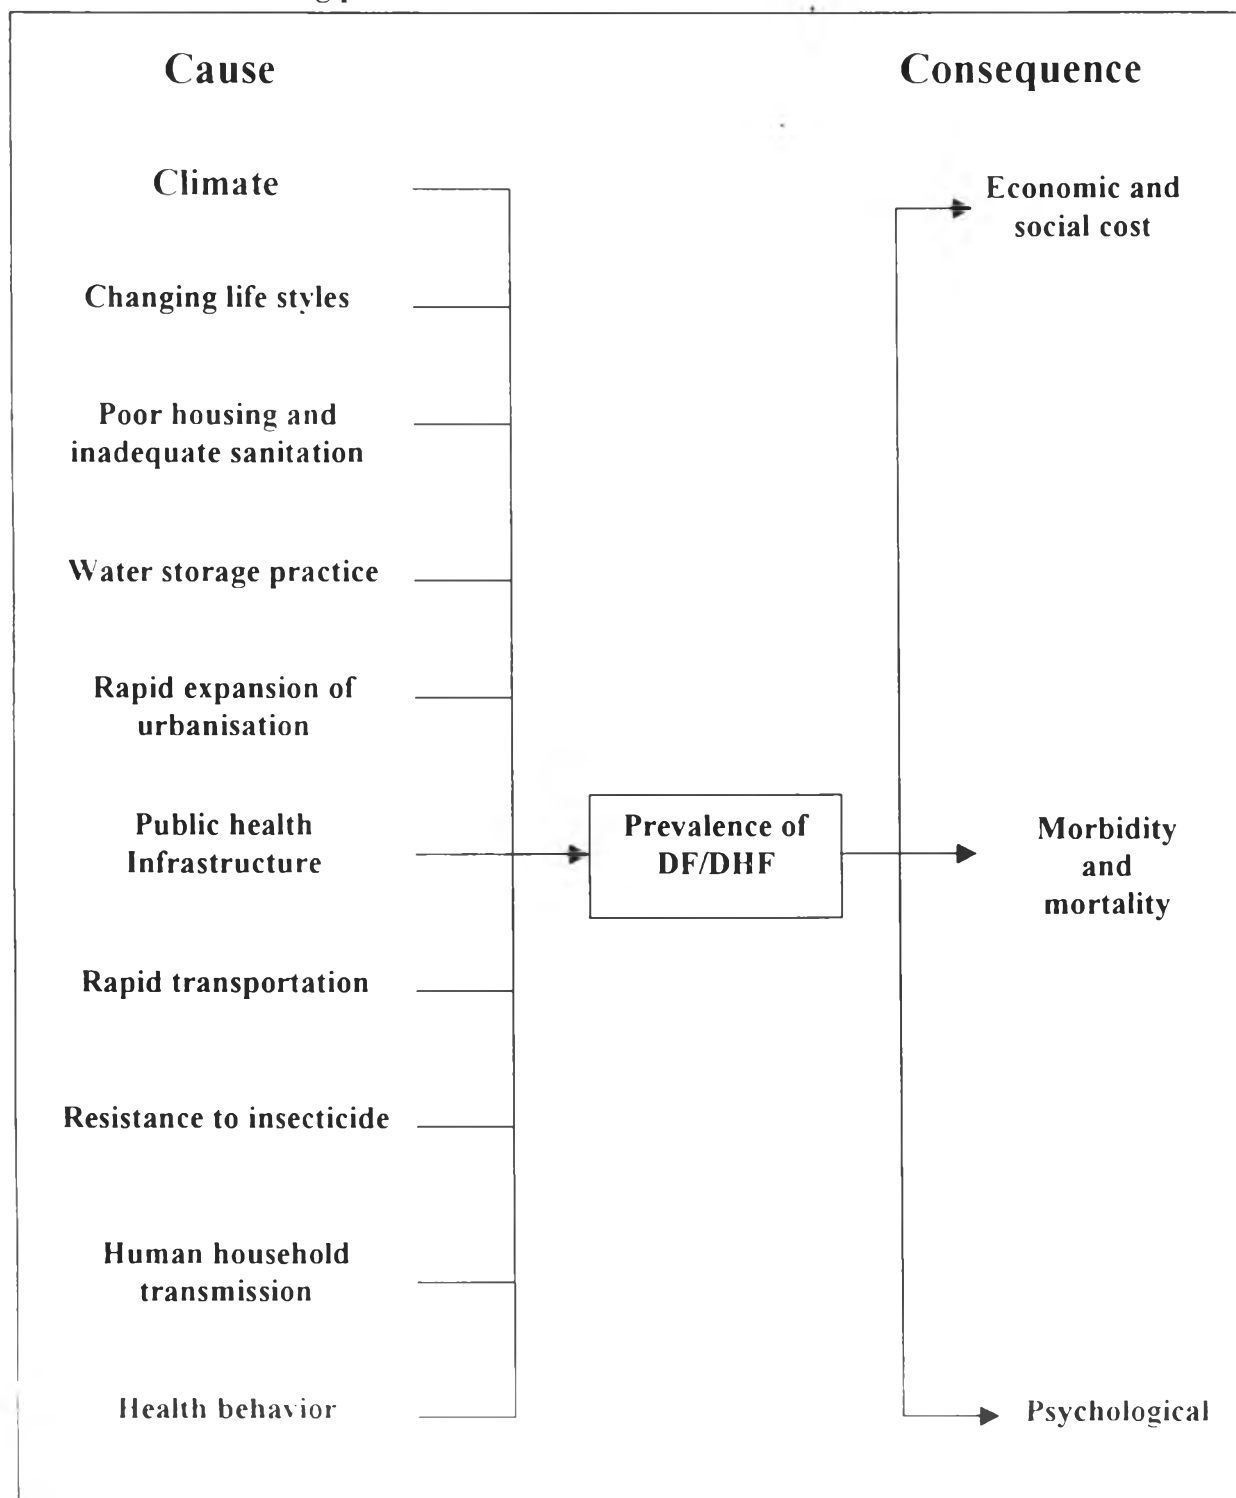 Cause
Consequence
Climate
Economic and
social cost
Changing life styles
Poor housing and
inadequate sanitation
Water storage practice
Rapid expansion of
urbanisation
Public health
Infrastructure
Prevalence of
DF/DHF
Morbidity
and
mortality
Rapid transportation
Resistance to insecticide
Human household
transmission
Health behavior
Psychological